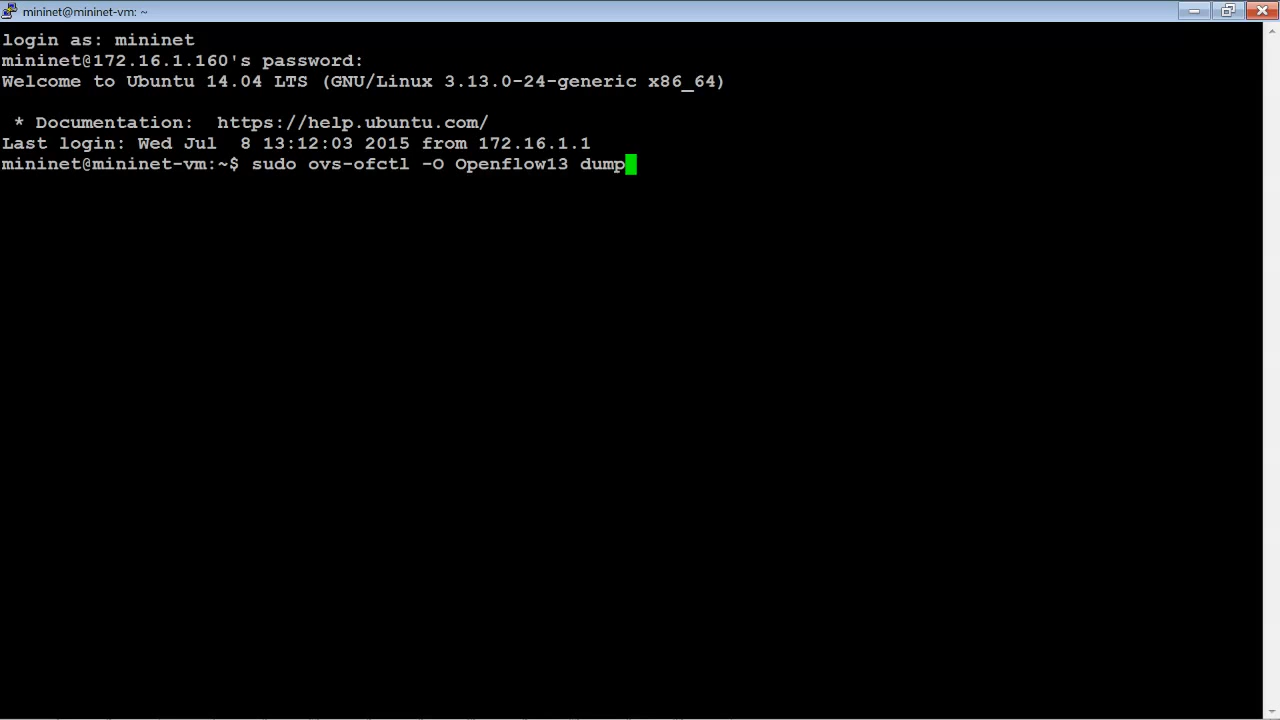 mininet@mininet-vm: ~
login as: mininet
mininet@172.16.1.160's password:
Welcome to Ubuntu 14.04 LTS (GNU/Linux 3.13.0-24-generic x86_64)
* Documentation:  https://help.ubuntu.com/
Last login: Wed Jul  8 13:12:03 2015 from 172.16.1.1
mininet@mininet-vm:~$ sudo ovs-ofctl -O Openflow13 dump